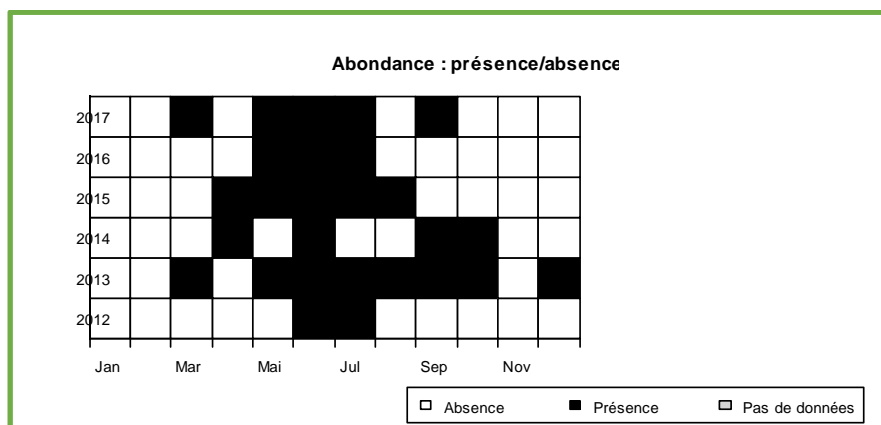 Abondance : présence/absence
2017
2016
2015
2014
2013
2012
Jan Mar Mai Jul Sep Nov
Absence Présence Pas de données